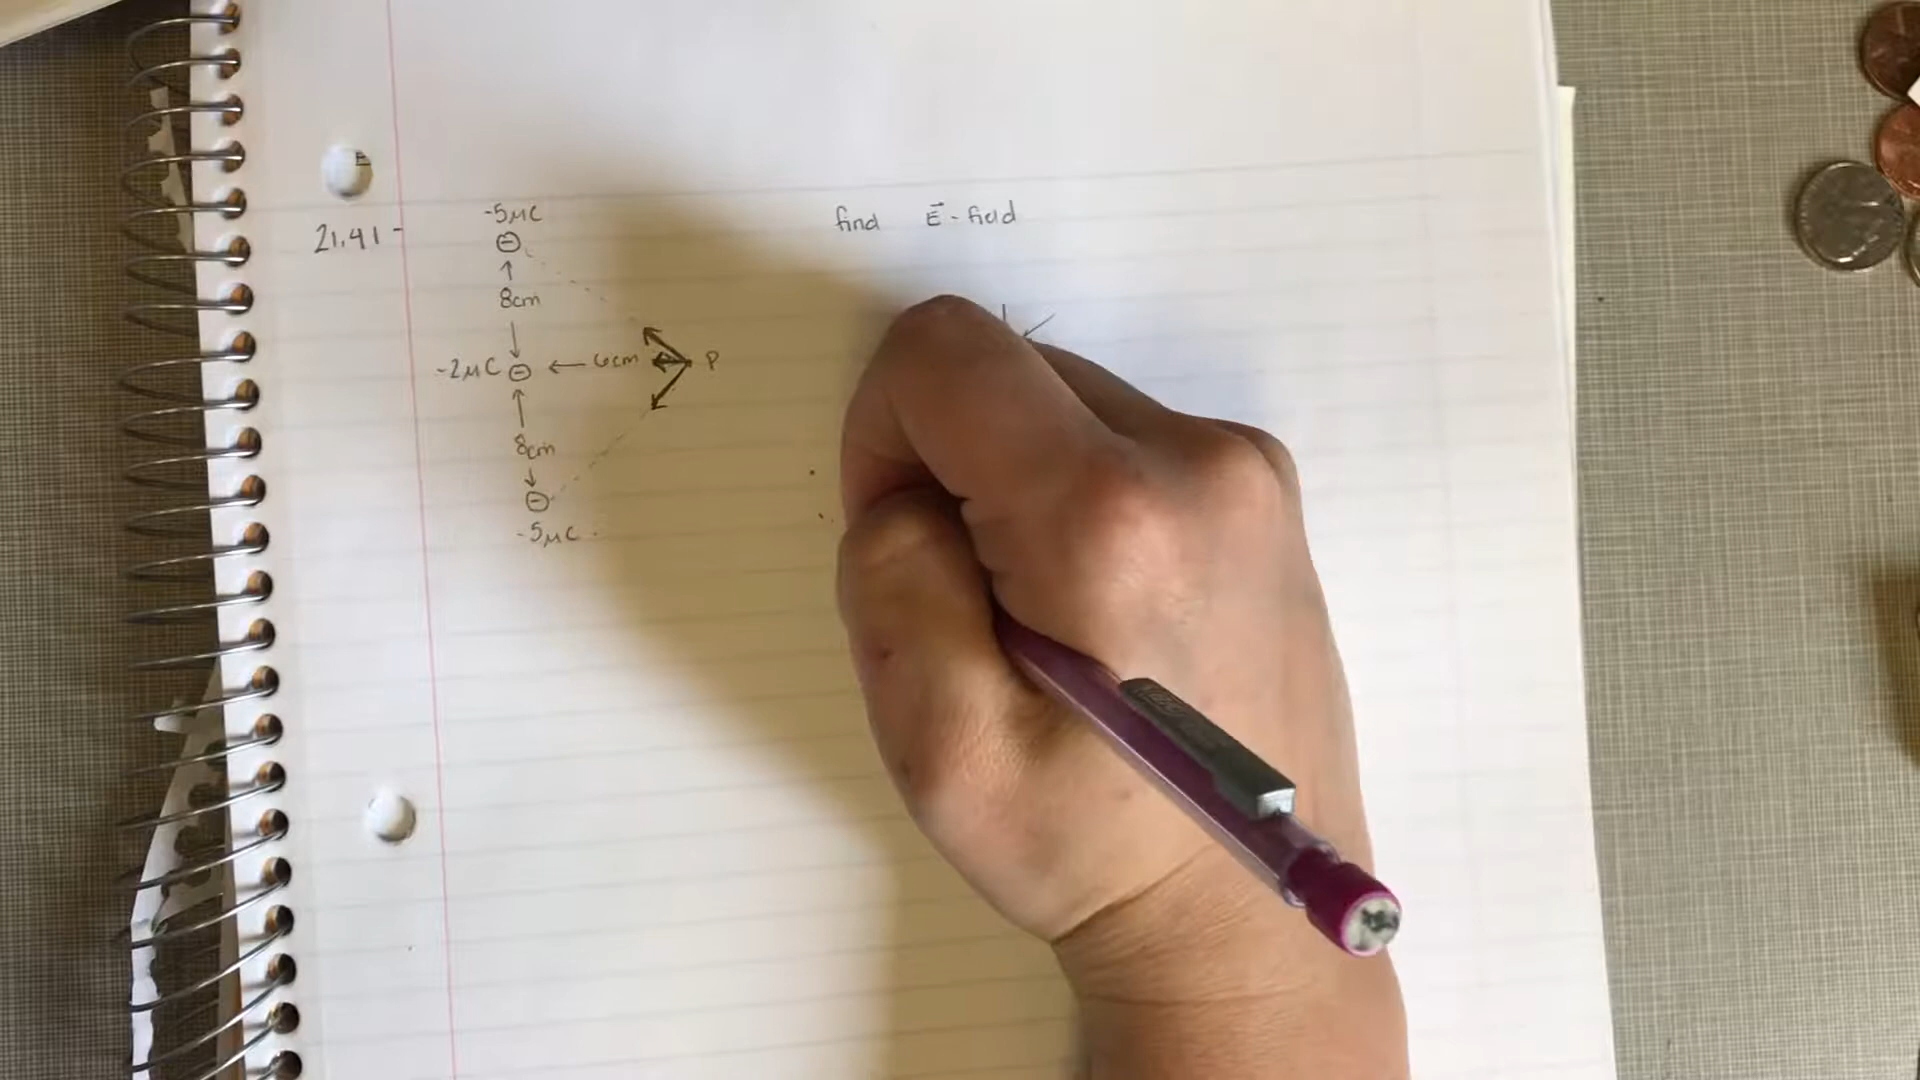 21.41 -
-5μC
find E⃗ - field
8cm
-2μC ← 6cm P
8cm
-5μC